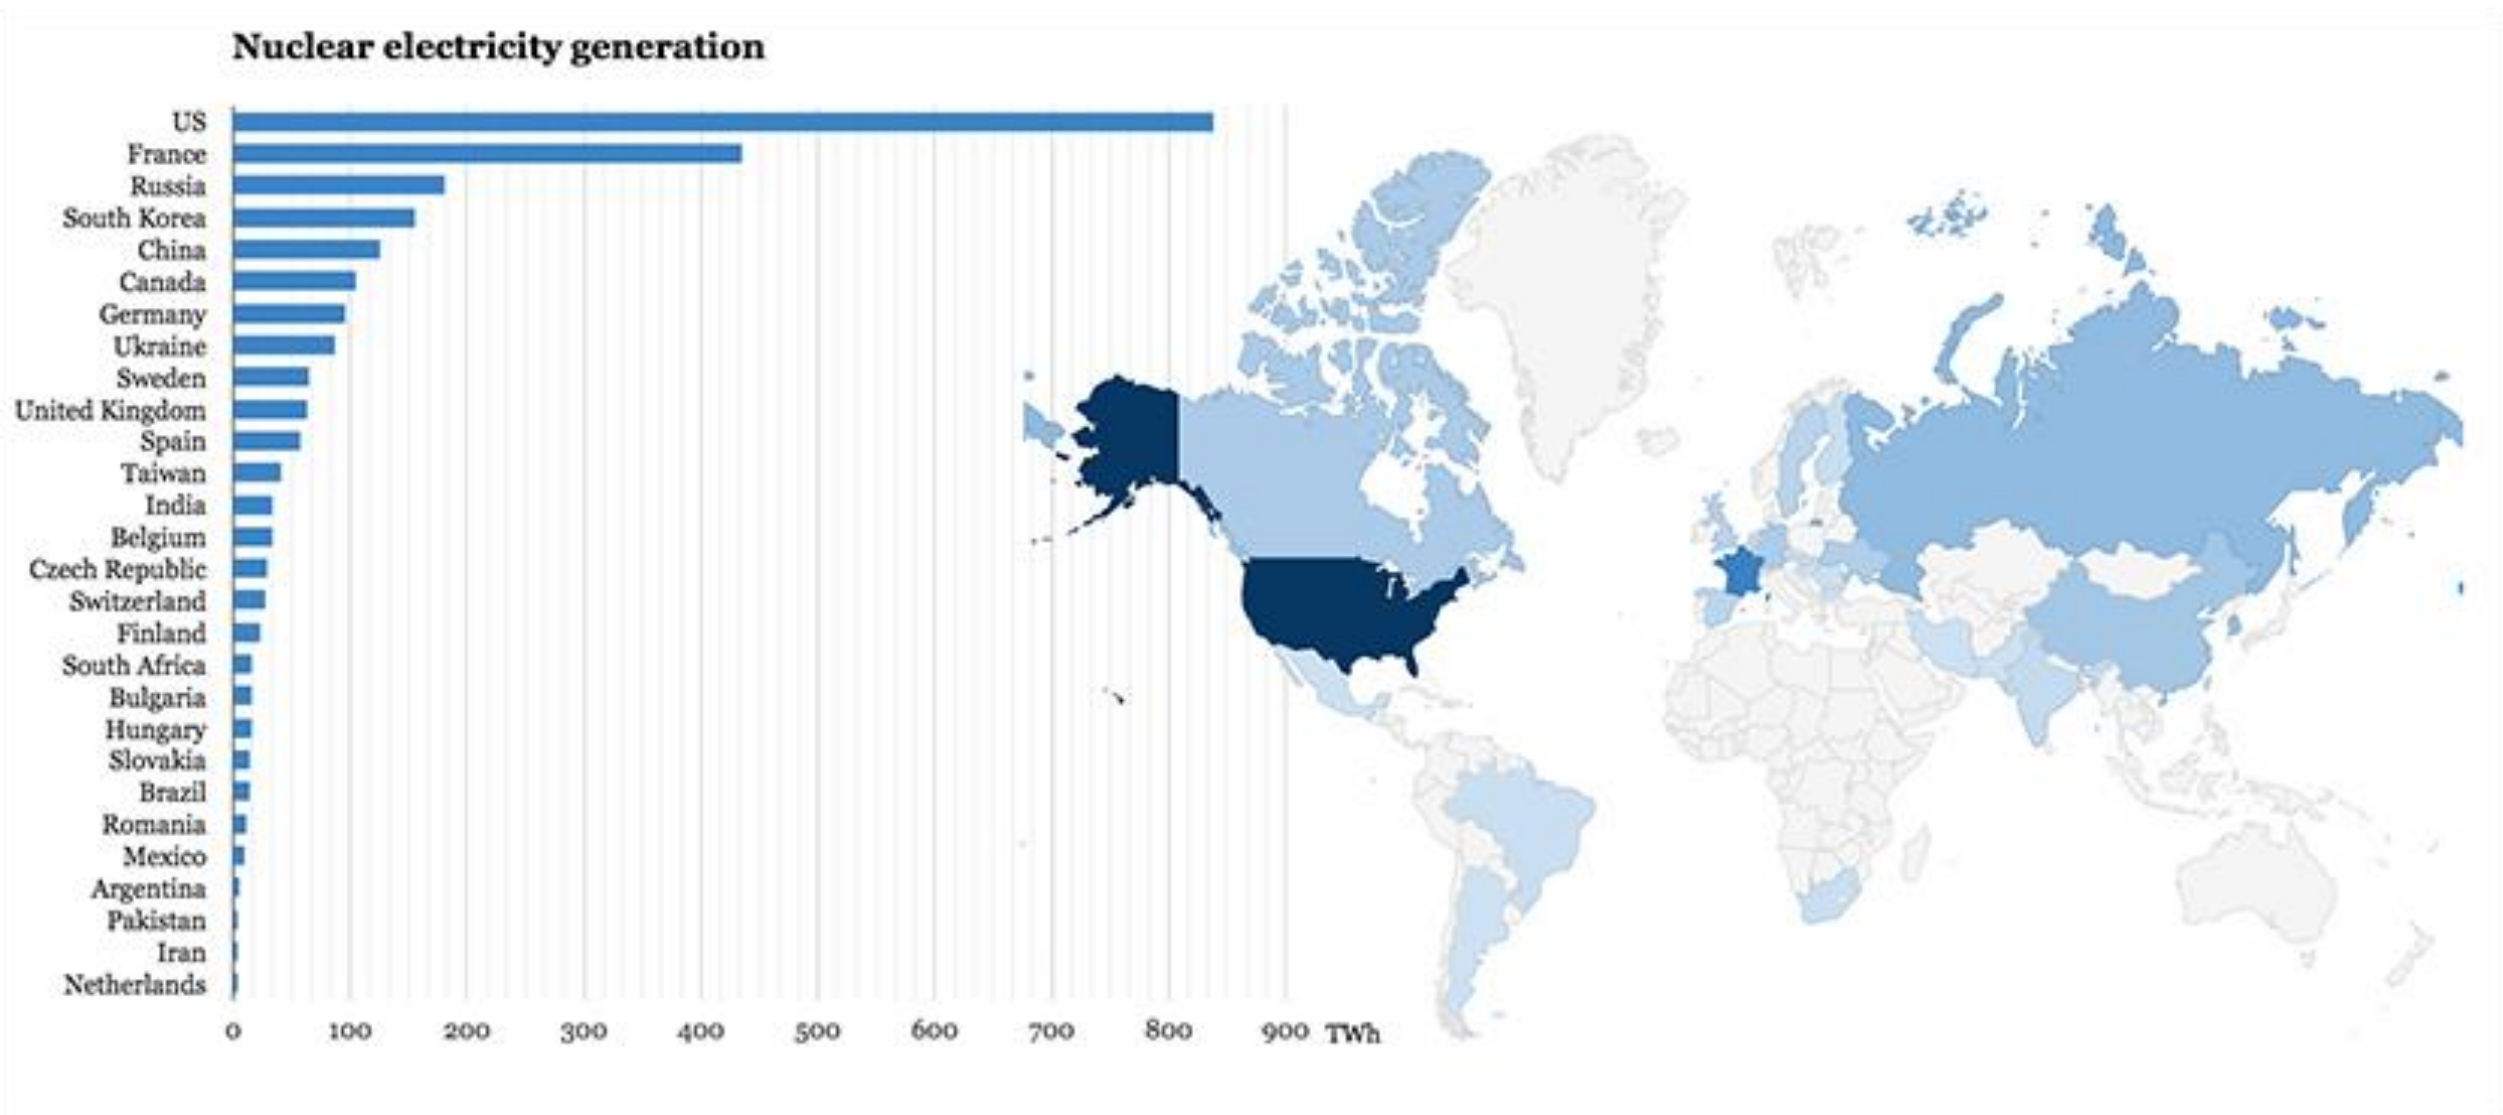 Nuclear electricity generation
US
France
Russia
South Korea
China
Canada
Germany
Ukraine
Sweden
United Kingdom
Spain
Taiwan
India
Belgium
Czech Republic
Switzerland
Finland
South Africa
Bulgaria
Hungary
Slovakia
Brazil
Romania
Mexico
Argentina
Pakistan
Iran
Netherlands
0 100 200 300 400 500 600 700 800 900 TWh